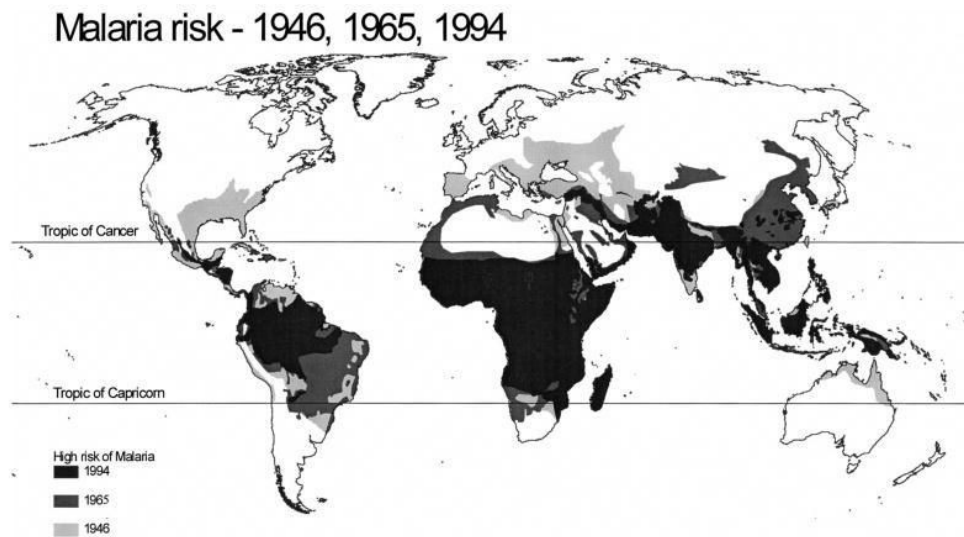 Malaria risk - 1946, 1965, 1994
Tropic of Cancer
Tropic of Capricorn
High risk of Malaria
1994
1965
1946